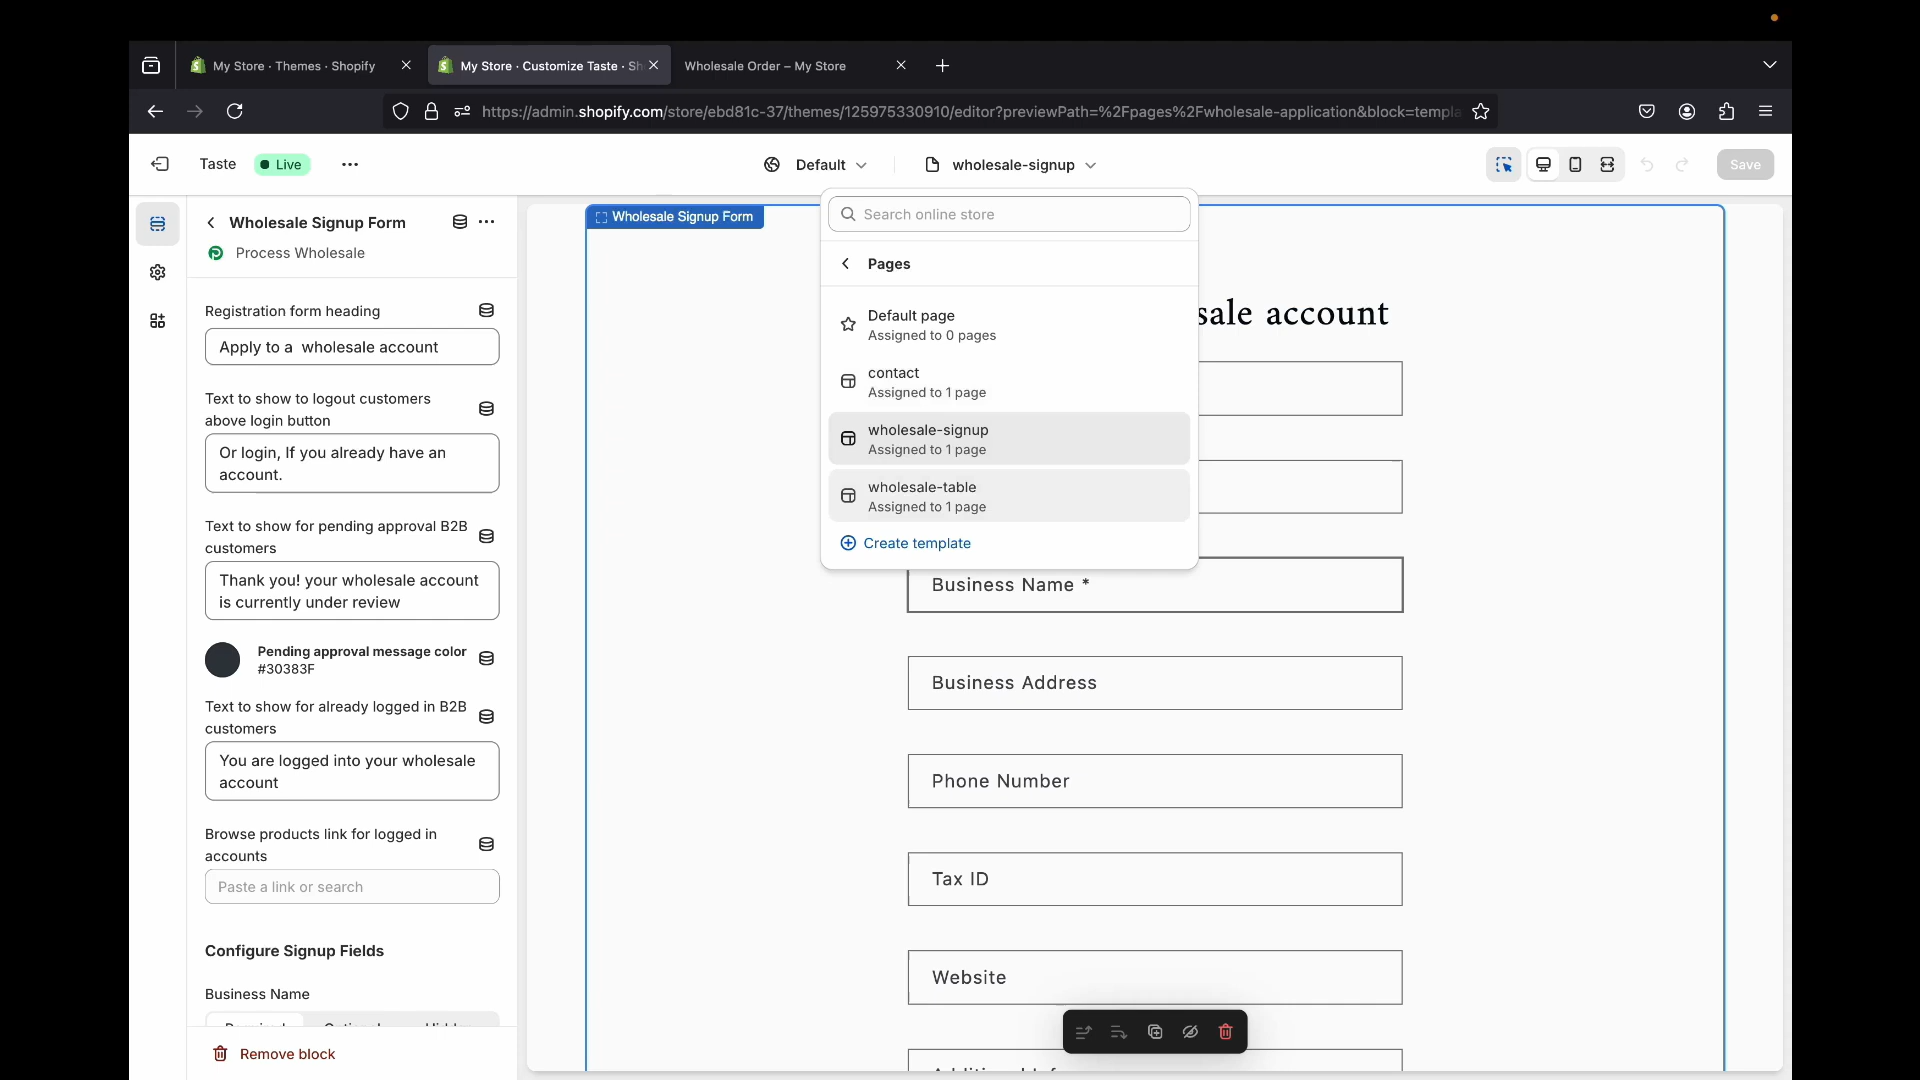 My Store · Themes · Shopify
My Store · Customize Taste · Sh
Wholesale Order – My Store
https://admin.shopify.com/store/ebd81c-37/themes/125975330910/editor?previewPath=%2Fpages%2Fwholesale-application&block=templa
Taste
Live
Default
wholesale-signup
Save
Wholesale Signup Form
Process Wholesale
Registration form heading
Apply to a  wholesale account
Text to show to logout customers
above login button
Or login, If you already have an
account.
Text to show for pending approval B2B
customers
Thank you! your wholesale account
is currently under review
Pending approval message color
#30383F
Text to show for already logged in B2B
customers
You are logged into your wholesale
account
Browse products link for logged in
accounts
Paste a link or search
Configure Signup Fields
Business Name
Required
Optional
Hidden
Remove block
Wholesale Signup Form
Search online store
Pages
Default page
Assigned to 0 pages
contact
Assigned to 1 page
wholesale-signup
Assigned to 1 page
wholesale-table
Assigned to 1 page
Create template
sale account
Business Name *
Business Address
Phone Number
Tax ID
Website